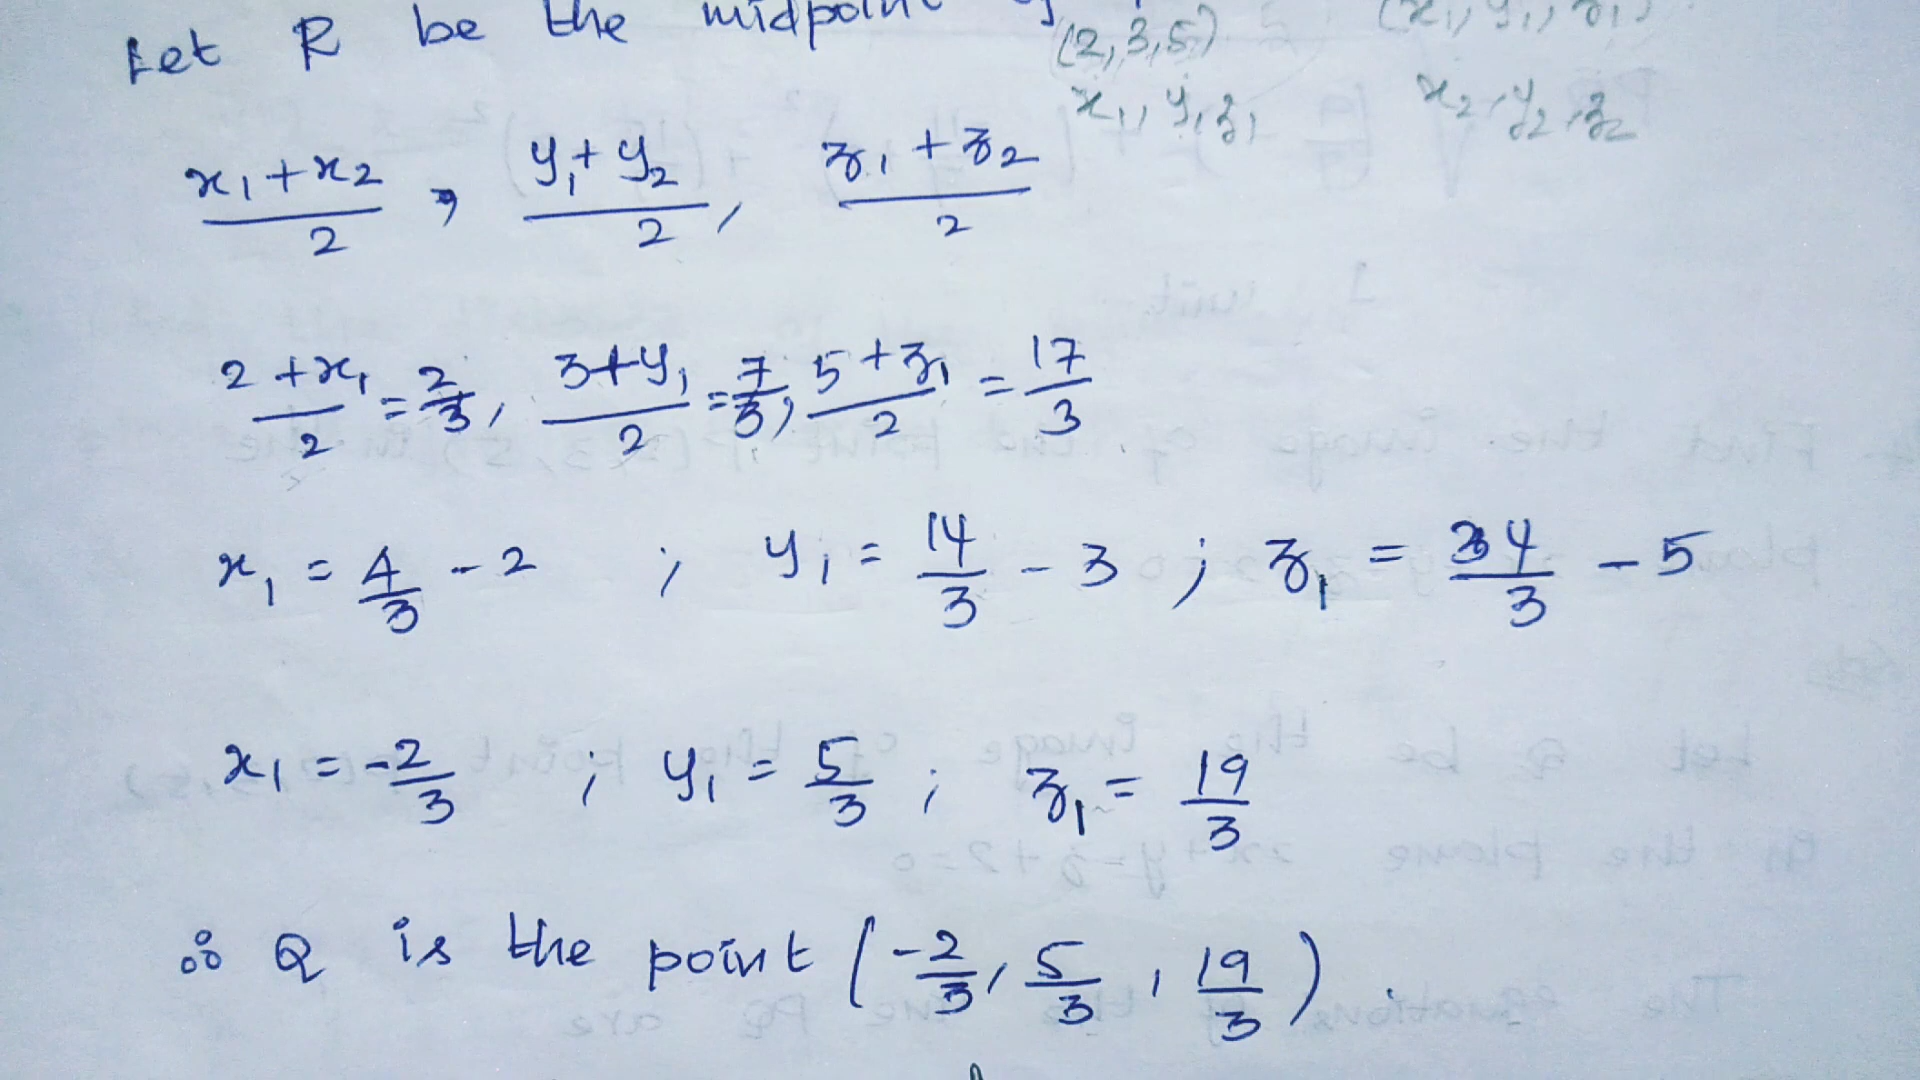 Let R be the midpoint
(2,3,5) (x₁, y₁, z₁)
x₁, y₁, z₁ x₂, y₂, z₂
(x₁+x₂)/2 , (y₁+y₂)/2 , (z₁+z₂)/2
(2+x₁)/2 = 2/3 , (3+y₁)/2 = 7/3 , (5+z₁)/2 = 17/3
x₁ = 4/3 - 2 ; y₁ = 14/3 - 3 ; z₁ = 34/3 - 5
x₁ = -2/3 ; y₁ = 5/3 ; z₁ = 19/3
∴ Q is the point (-2/3, 5/3, 19/3).